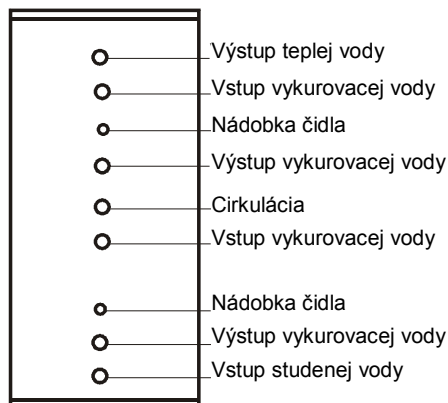 Výstup teplej vody
Vstup vykurovacej vody
Nádobka čidla
Výstup vykurovacej vody
Cirkulácia
Vstup vykurovacej vody
Nádobka čidla
Výstup vykurovacej vody
Vstup studenej vody